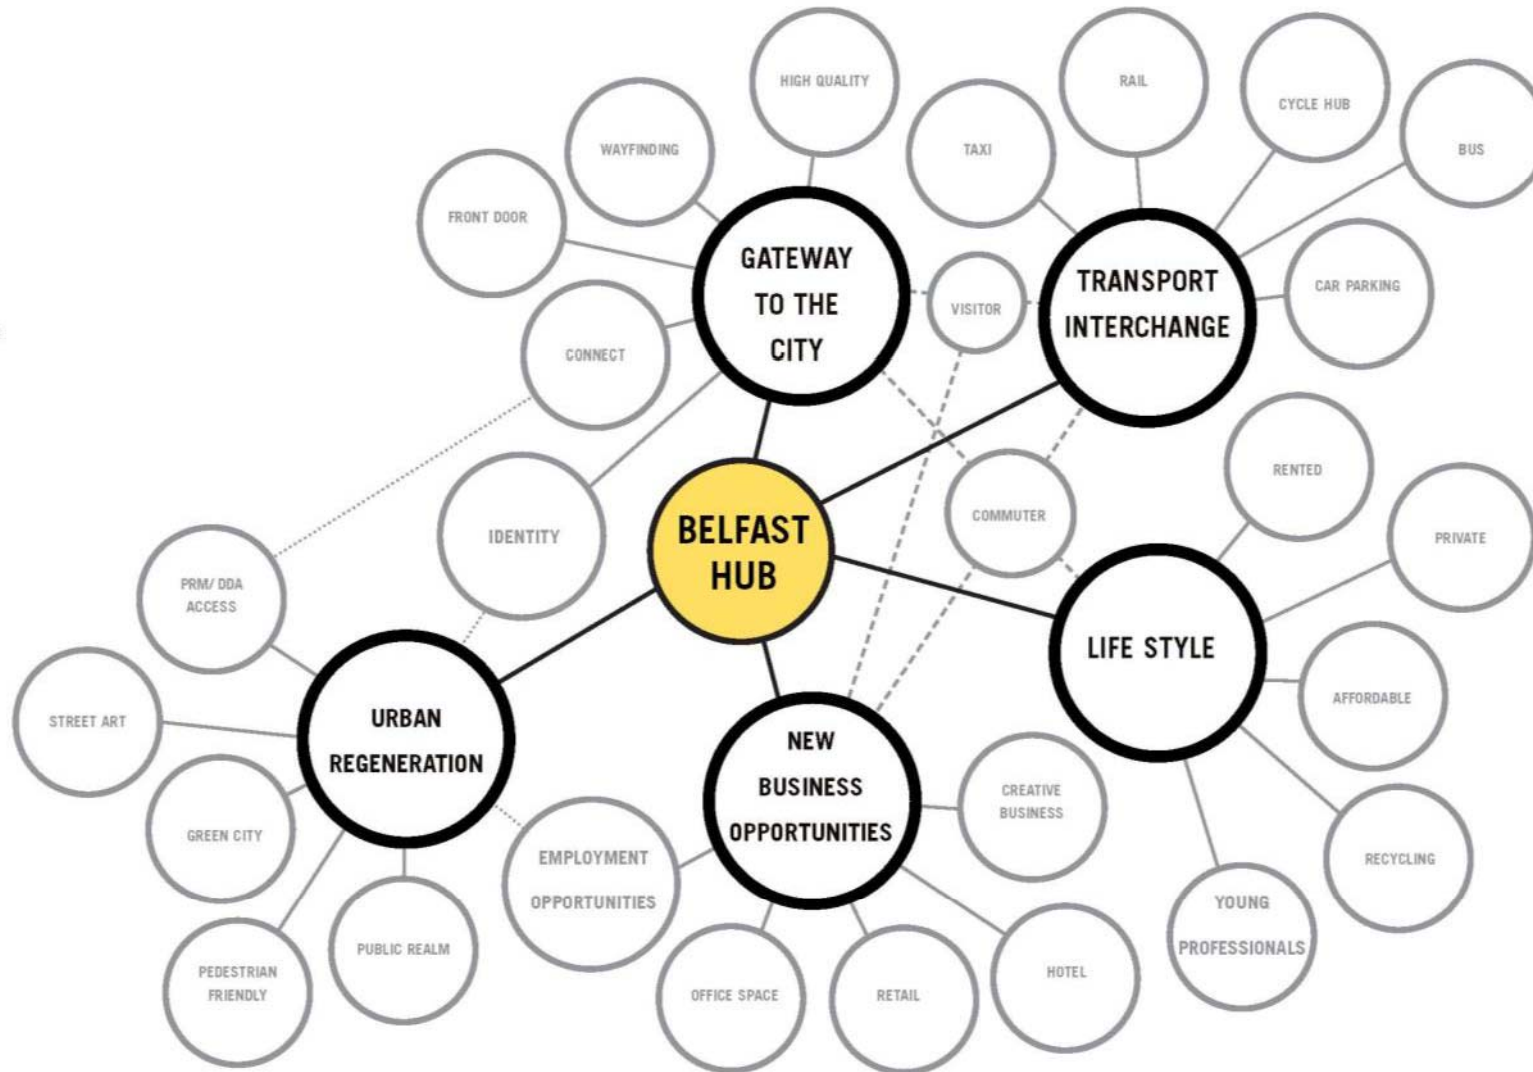 HIGH QUALITY
RAIL
CYCLE HUB
WAYFINDING
TAXI
BUS
FRONT DOOR
GATEWAY
TO THE
CITY
VISITOR
TRANSPORT
INTERCHANGE
CAR PARKING
CONNECT
RENTED
COMMUTER
IDENTITY
BELFAST
HUB
PRIVATE
PRM/ DDA
ACCESS
LIFE STYLE
AFFORDABLE
STREET ART
URBAN
REGENERATION
NEW
BUSINESS
OPPORTUNITIES
CREATIVE
BUSINESS
GREEN CITY
EMPLOYMENT
OPPORTUNITIES
RECYCLING
YOUNG
PROFESSIONALS
PUBLIC REALM
PEDESTRIAN
FRIENDLY
OFFICE SPACE
RETAIL
HOTEL